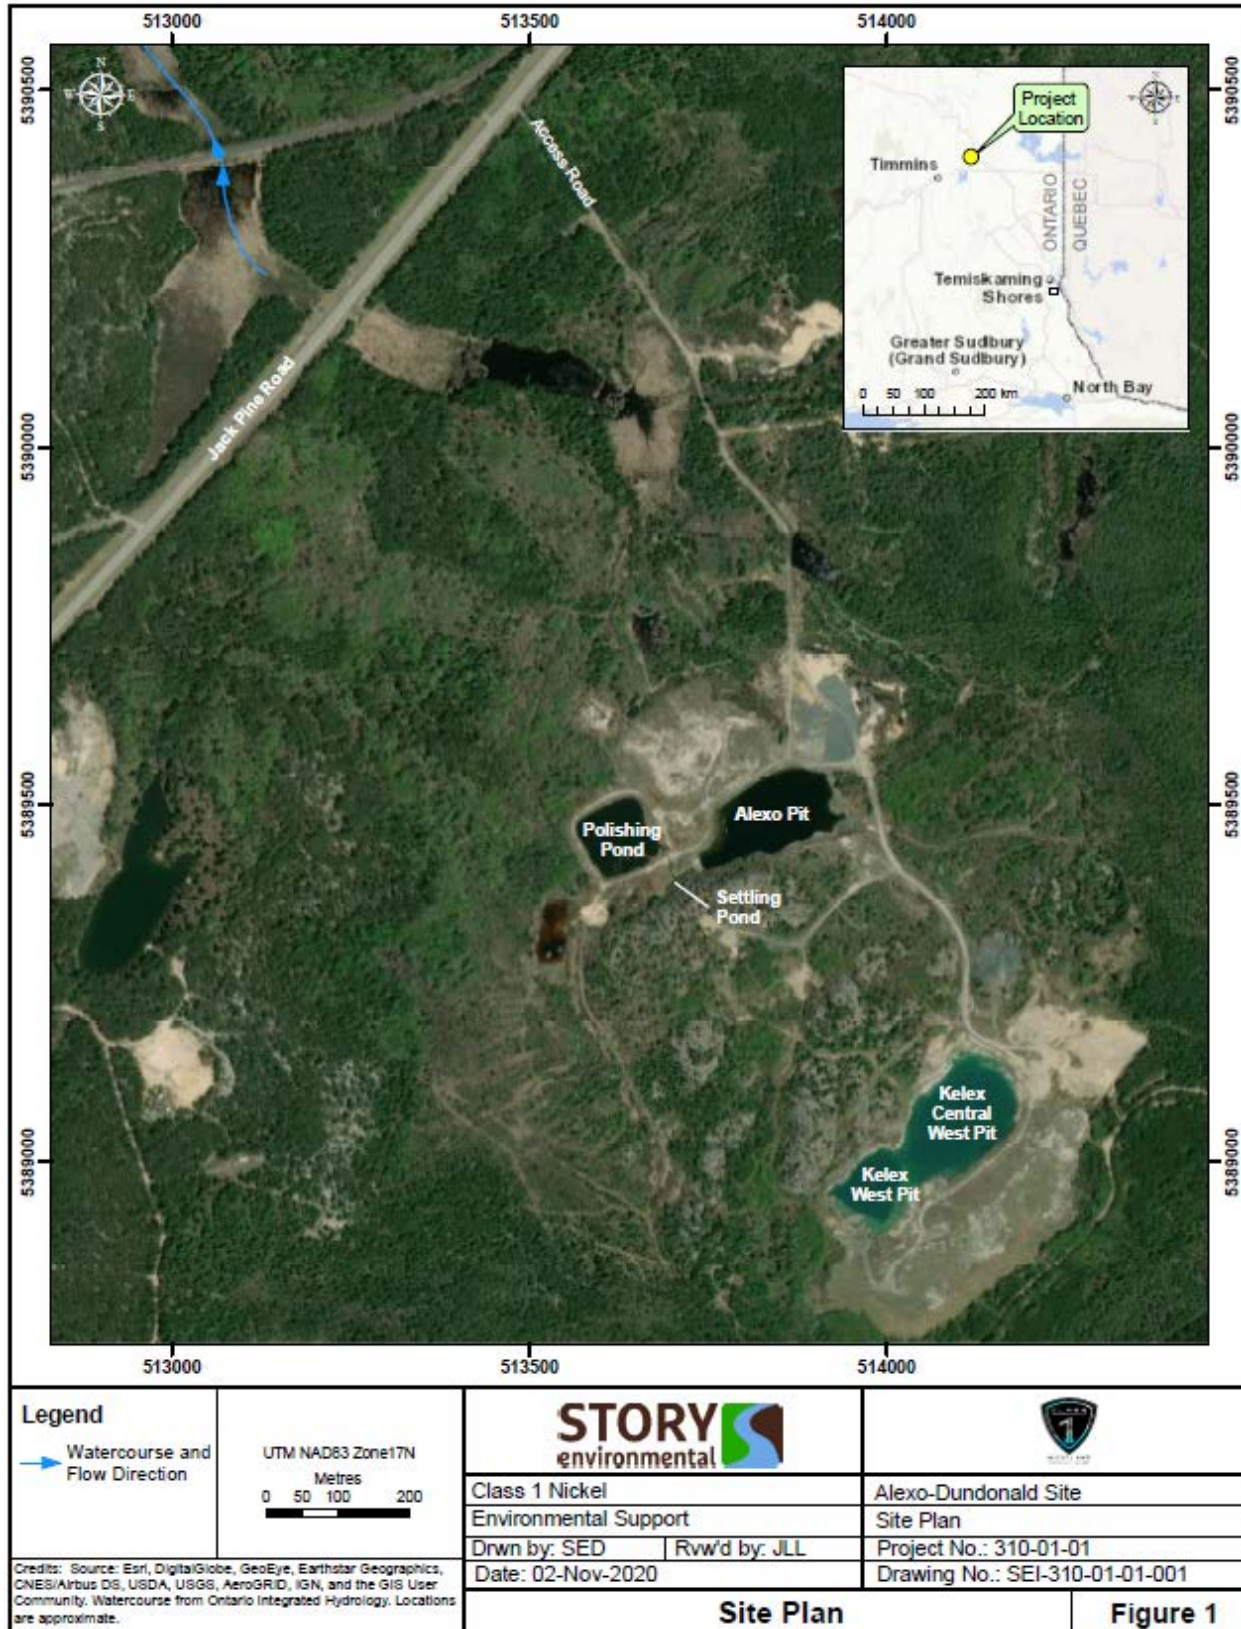 513000
513500
514000
5390500
5390500
N
W
E
S
Project
Location
Timmins
ONTARIO
QUEBEC
Temiskaming
Shores
Greater Sudbury
(Grand Sudbury)
North Bay
0 50 100 200 km
Access Road
Jack Pine Road
5390000
5390000
5389500
5389500
Polishing
Pond
Alexo Pit
Settling
Pond
Kelex
Central
West Pit
Kelex
West Pit
5389000
5389000
513000
513500
514000
Legend
Watercourse and
Flow Direction
UTM NAD83 Zone17N
Metres
0 50 100 200
Credits: Source: Esri, DigitalGlobe, GeoEye, Earthstar Geographics,
CNES/Airbus DS, USDA, USGS, AeroGRID, IGN, and the GIS User
Community. Watercourse from Ontario Integrated Hydrology. Locations
are approximate.
STORY
environmental
Class 1 Nickel
Environmental Support
Drwn by: SED
Rvw'd by: JLL
Date: 02-Nov-2020
1
Alexo-Dundonald Site
Site Plan
Project No.: 310-01-01
Drawing No.: SEI-310-01-01-001
Site Plan
Figure 1